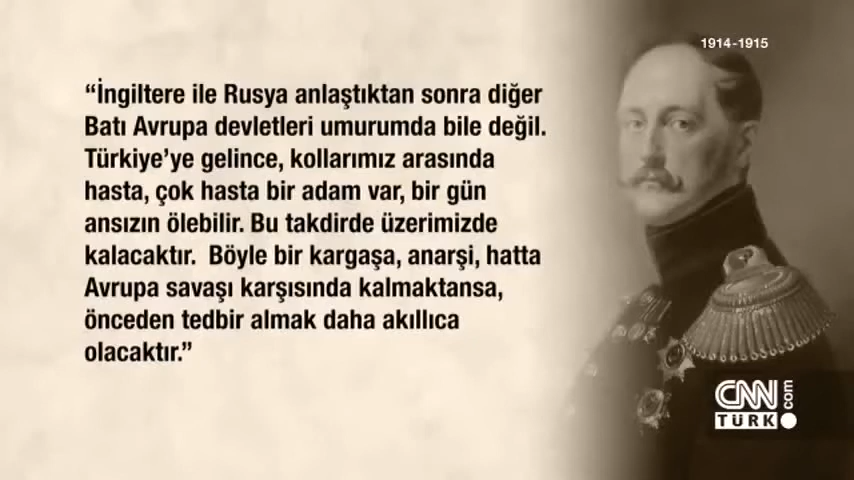 1914-1915
“İngiltere ile Rusya anlaştıktan sonra diğer
Batı Avrupa devletleri umurumda bile değil.
Türkiye’ye gelince, kollarımız arasında
hasta, çok hasta bir adam var, bir gün
ansızın ölebilir. Bu takdirde üzerimizde
kalacaktır.  Böyle bir kargaşa, anarşi, hatta
Avrupa savaşı karşısında kalmaktansa,
önceden tedbir almak daha akıllıca
olacaktır.”
CNN
TÜRK.com